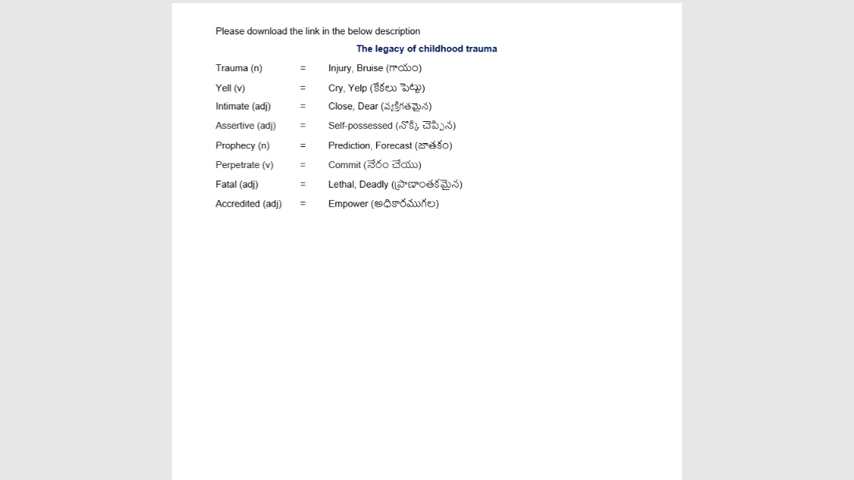 Please download the link in the below description
The legacy of childhood trauma
Trauma (n) = Injury, Bruise (గాయం)
Yell (v) = Cry, Yelp (కేకలు పెట్టు)
Intimate (adj) = Close, Dear (వ్యక్తిగతమైన)
Assertive (adj) = Self-possessed (నొక్కి చెప్పిన)
Prophecy (n) = Prediction, Forecast (జాతకం)
Perpetrate (v) = Commit (నేరం చేయు)
Fatal (adj) = Lethal, Deadly (ప్రాణాంతకమైన)
Accredited (adj) = Empower (అధికారముగల)